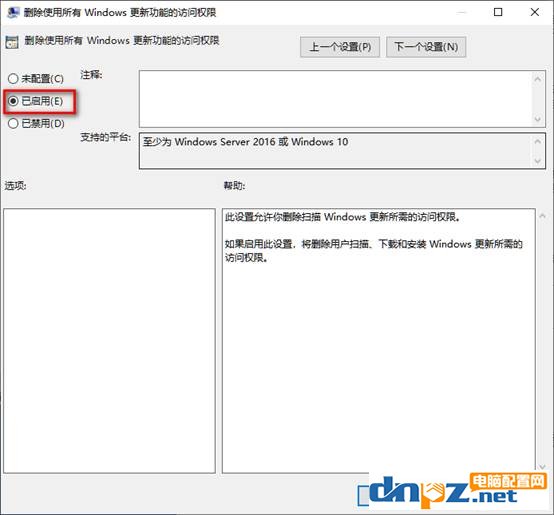 删除使用所有 Windows 更新功能的访问权限
删除使用所有 Windows 更新功能的访问权限
上一个设置(P)
下一个设置(N)
未配置(C)
注释:
已启用(E)
已禁用(D)
支持的平台:
至少为 Windows Server 2016 或 Windows 10
选项:
帮助:
此设置允许你删除扫描 Windows 更新所需的访问权限。
如果启用此设置，将删除用户扫描、下载和安装 Windows 更新所需的
访问权限。
电脑配置网
dnpz.net